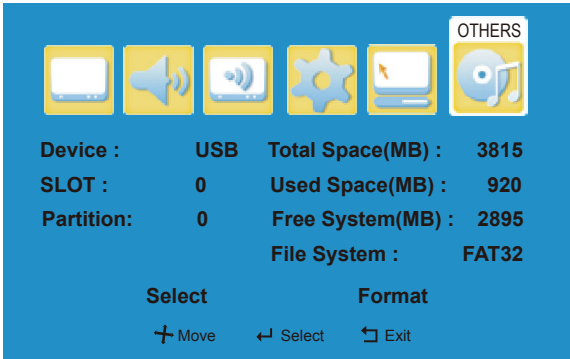 OTHERS
Device : USB Total Space(MB) : 3815
SLOT : 0 Used Space(MB) : 920
Partition: 0 Free System(MB) : 2895
File System : FAT32
Select Format
Move Select Exit